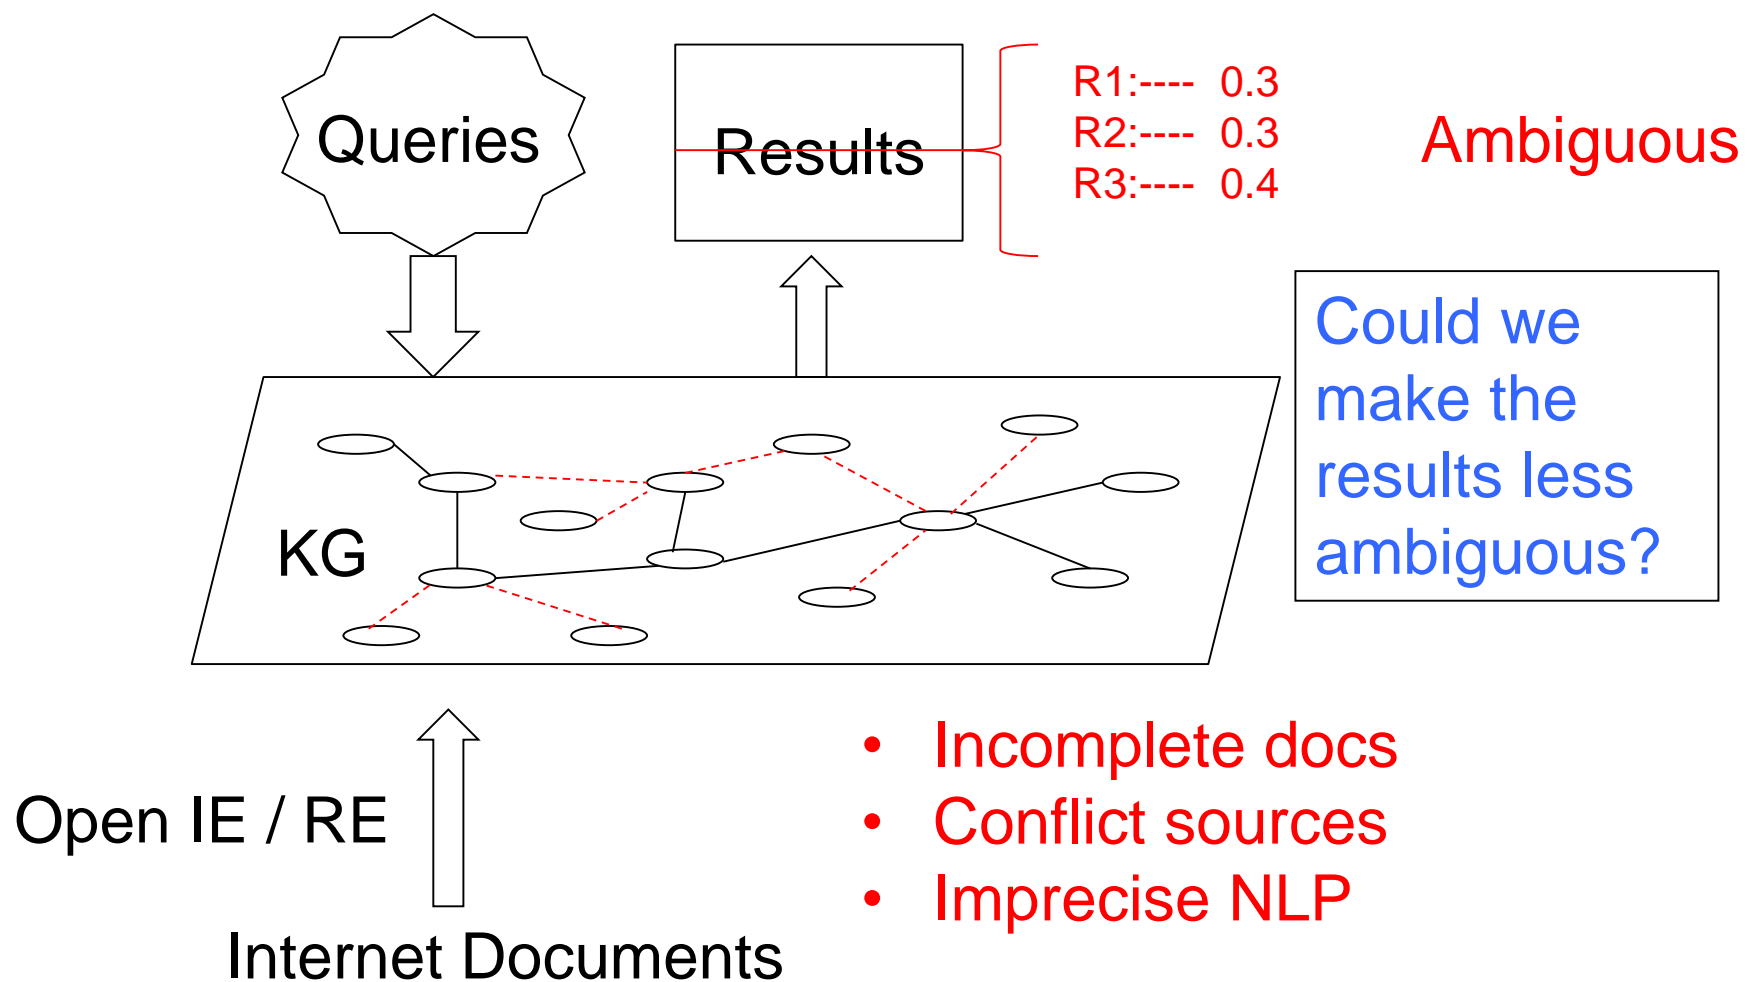 Queries
Results
R1:---- 0.3
R2:---- 0.3
R3:---- 0.4
Ambiguous
Could we
make the
results less
ambiguous?
KG
Open IE / RE
Internet Documents
• Incomplete docs
• Conflict sources
• Imprecise NLP